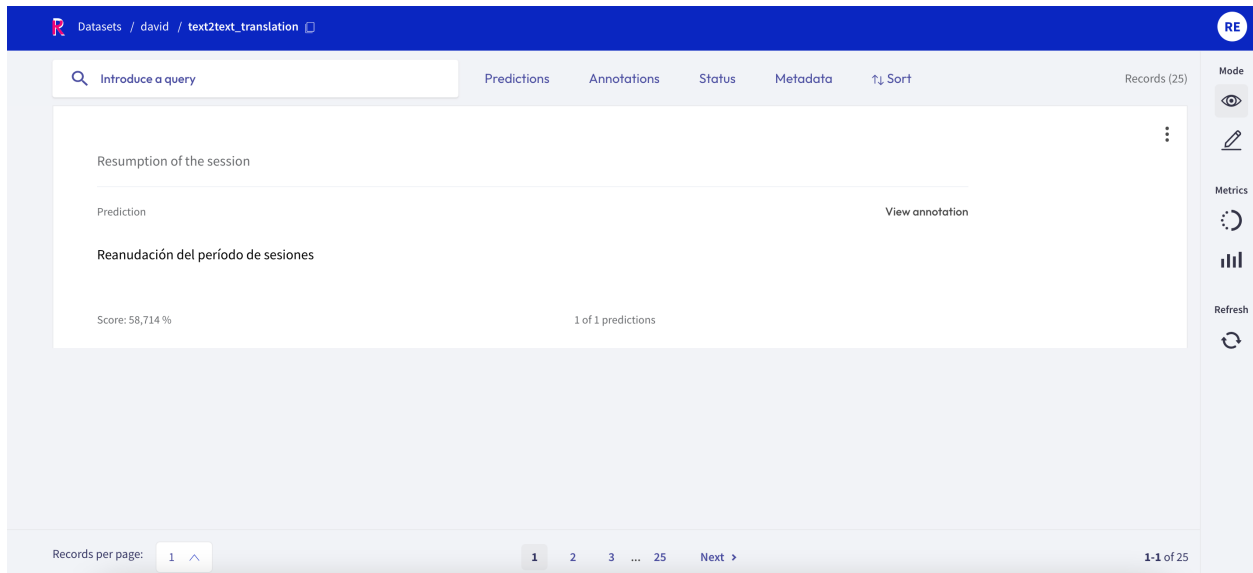 R Datasets / david / text2text_translation RE
Introduce a query Predictions Annotations Status Metadata ↑↓ Sort Records (25)
Mode
Resumption of the session
Metrics
Prediction View annotation
Reanudación del período de sesiones
Refresh
Score: 58,714 % 1 of 1 predictions
Records per page: 1 1 2 3 ... 25 Next > 1-1 of 25